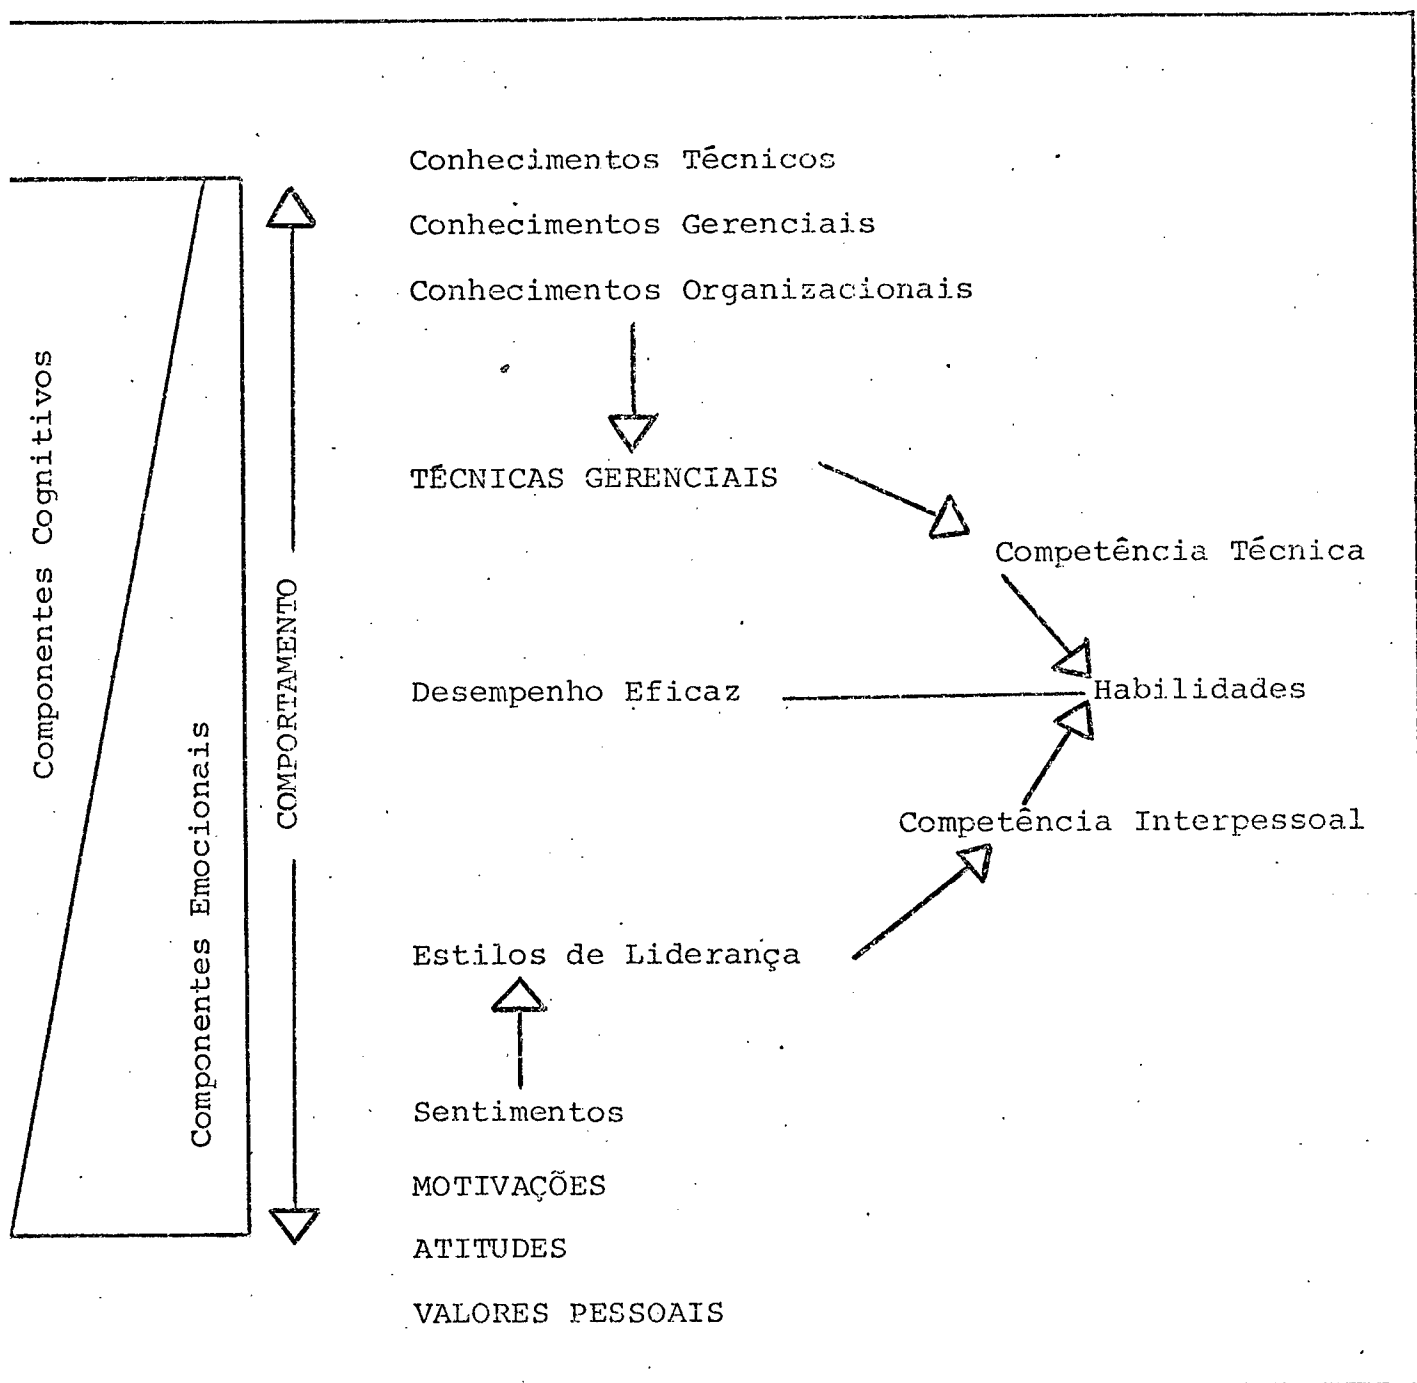 Conhecimentos Técnicos
Conhecimentos Gerenciais
Conhecimentos Organizacionais
TÉCNICAS GERENCIAIS
Competência Técnica
Desempenho Eficaz
Habilidades
Competência Interpessoal
Estilos de Liderança
Sentimentos
MOTIVAÇÕES
ATITUDES
VALORES PESSOAIS
Componentes Cognitivos
Componentes Emocionais
COMPORTAMENTO